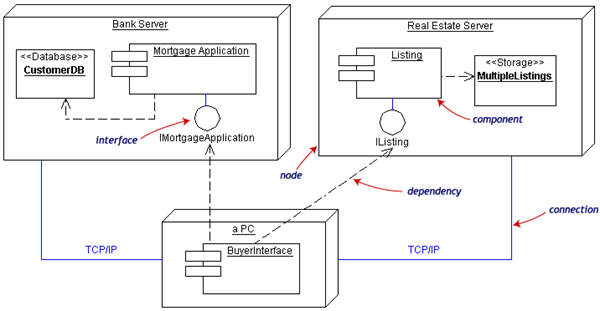 Bank Server
Real Estate Server
<<Database>>
CustomerDB
Mortgage Application
Listing
<<Storage>>
MultipleListings
interface
IMortgageApplication
IListing
component
node
dependency
connection
a PC
TCP/IP
BuyerInterface
TCP/IP